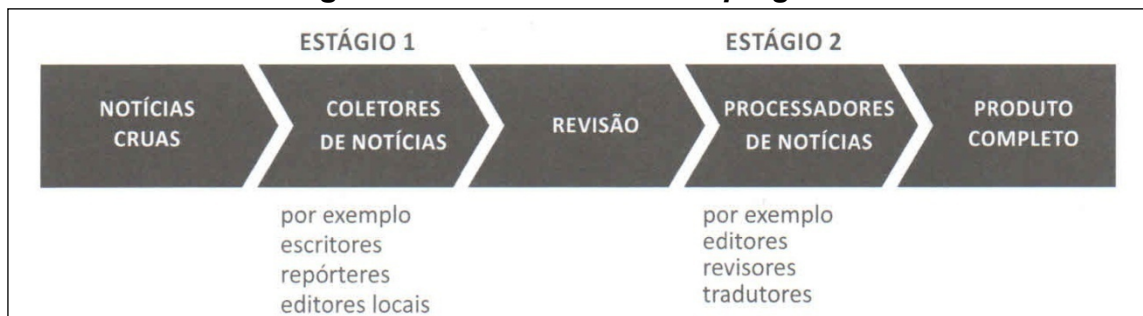 ESTÁGIO 1
ESTÁGIO 2
NOTÍCIAS
CRUAS
COLETORES
DE NOTÍCIAS
REVISÃO
PROCESSADORES
DE NOTÍCIAS
PRODUTO
COMPLETO
por exemplo
escritores
repórteres
editores locais
por exemplo
editores
revisores
tradutores